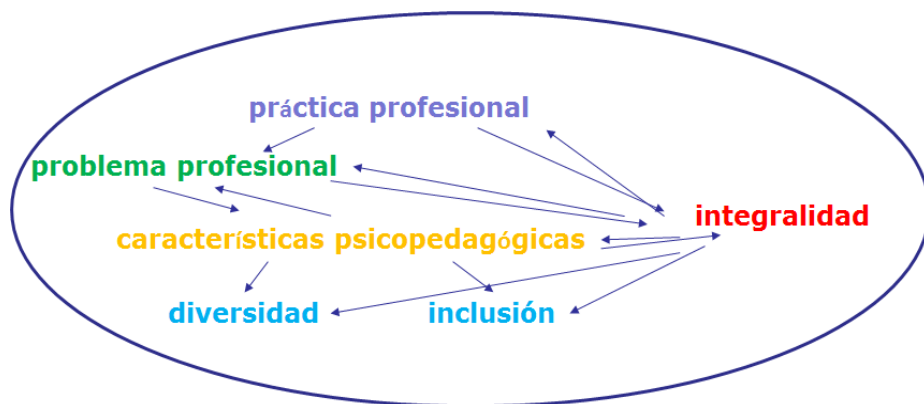 práctica profesional
problema profesional
integralidad
características psicopedagógicas
diversidad
inclusión